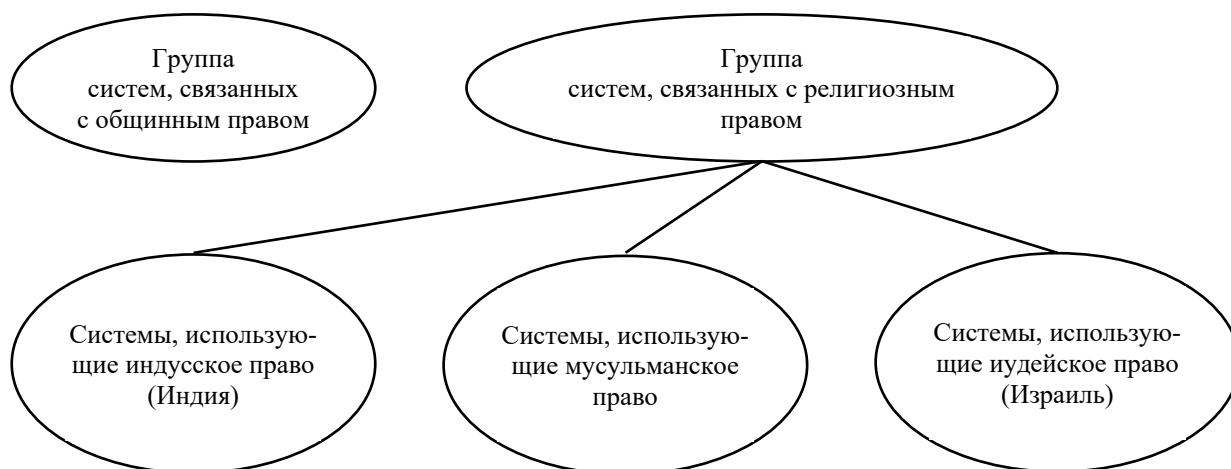 Группа
систем, связанных
с общинным правом
Группа
систем, связанных с религиозным
правом
Системы, использую-
щие индусское право
(Индия)
Системы, использую-
щие мусульманское
право
Системы, использую-
щие иудейское право
(Израиль)